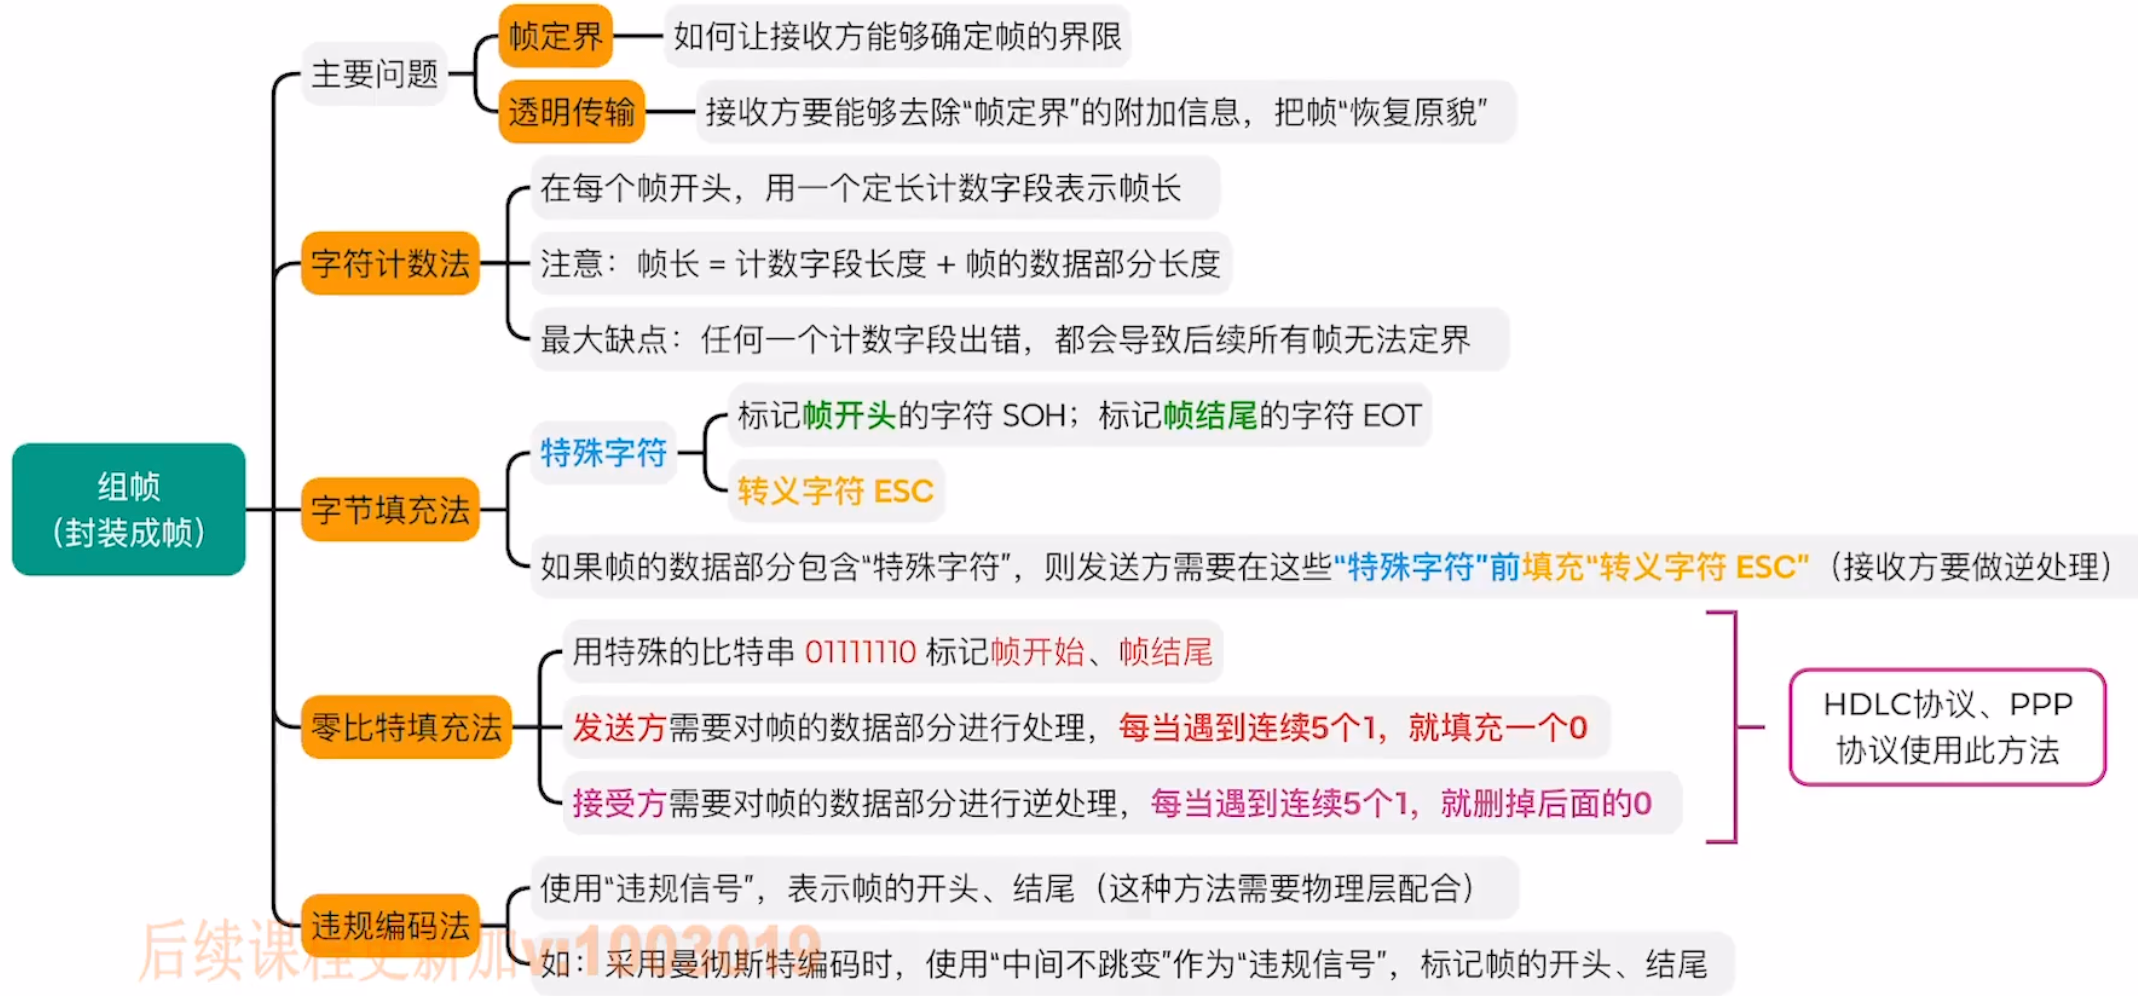 主要问题
帧定界
如何让接收方能够确定帧的界限
透明传输
接收方要能够去除“帧定界”的附加信息，把帧“恢复原貌”
字符计数法
在每个帧开头，用一个定长计数字段表示帧长
注意：帧长 = 计数字段长度 + 帧的数据部分长度
最大缺点：任何一个计数字段出错，都会导致后续所有帧无法定界
组帧
（封装成帧）
字节填充法
特殊字符
标记帧开头的字符 SOH；标记帧结尾的字符 EOT
转义字符 ESC
如果帧的数据部分包含“特殊字符”，则发送方需要在这些“特殊字符”前填充“转义字符 ESC”（接收方要做逆处理）
零比特填充法
用特殊的比特串 01111110 标记帧开始、帧结尾
发送方需要对帧的数据部分进行处理，每当遇到连续5个1，就填充一个0
接受方需要对帧的数据部分进行逆处理，每当遇到连续5个1，就删掉后面的0
HDLC协议、PPP
协议使用此方法
违规编码法
使用“违规信号”，表示帧的开头、结尾（这种方法需要物理层配合）
如：采用曼彻斯特编码时，使用“中间不跳变”作为“违规信号”，标记帧的开头、结尾
后续课程更新加v:1003019